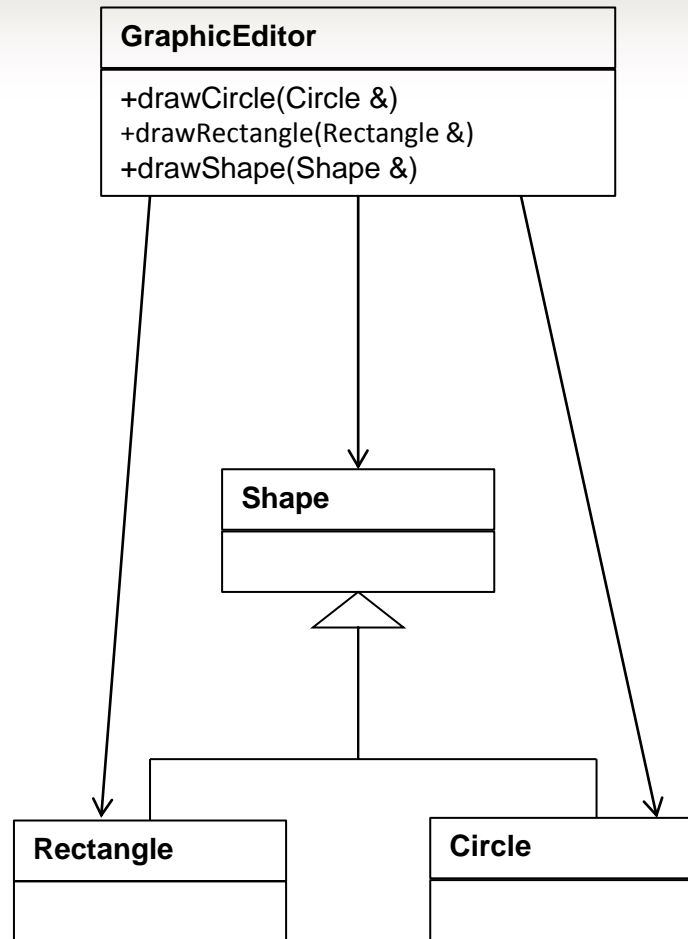 GraphicEditor
+drawCircle(Circle &)
+drawRectangle(Rectangle &)
+drawShape(Shape &)
Shape
Rectangle
Circle